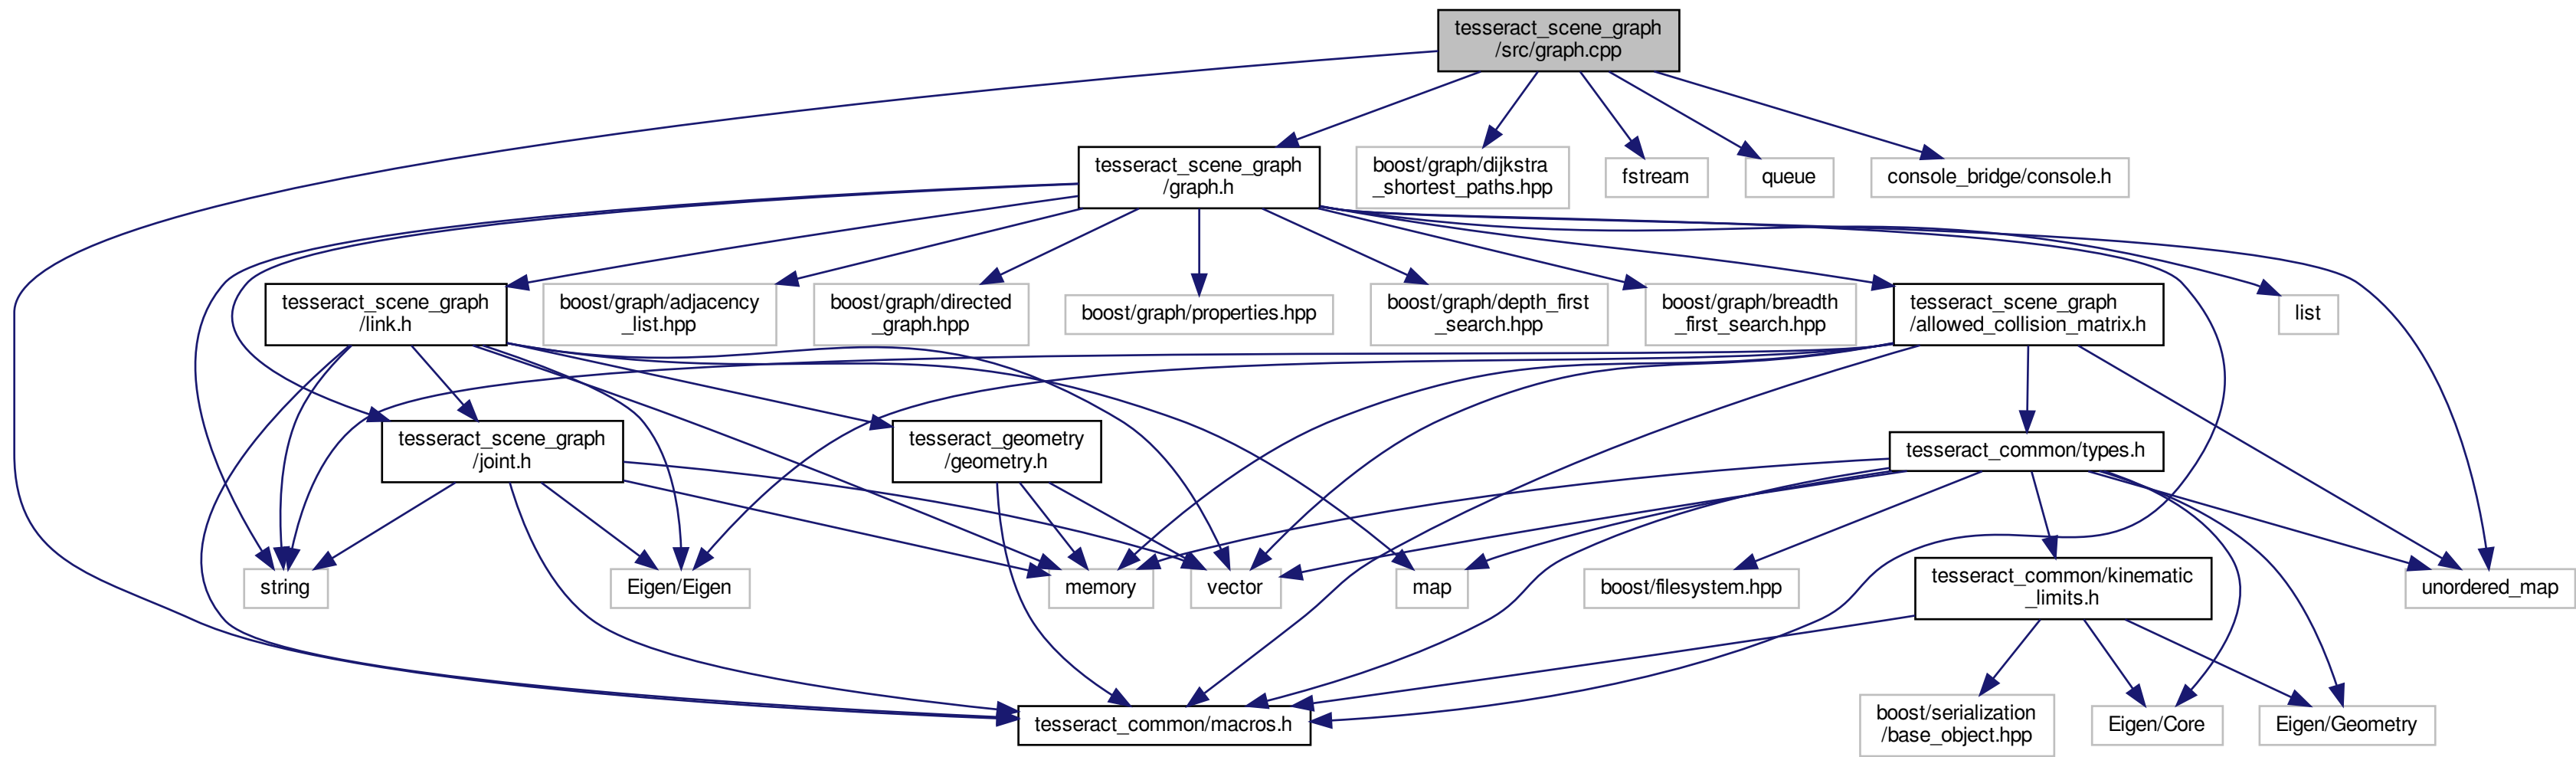 tesseract_scene_graph
/src/graph.cpp
tesseract_scene_graph
/graph.h
boost/graph/dijkstra
_shortest_paths.hpp
fstream
queue
console_bridge/console.h
tesseract_scene_graph
/link.h
boost/graph/adjacency
_list.hpp
boost/graph/directed
_graph.hpp
boost/graph/properties.hpp
boost/graph/depth_first
_search.hpp
boost/graph/breadth
_first_search.hpp
tesseract_scene_graph
/allowed_collision_matrix.h
list
tesseract_scene_graph
/joint.h
tesseract_geometry
/geometry.h
tesseract_common/types.h
string
Eigen/Eigen
memory
vector
map
boost/filesystem.hpp
tesseract_common/kinematic
_limits.h
unordered_map
tesseract_common/macros.h
boost/serialization
/base_object.hpp
Eigen/Core
Eigen/Geometry